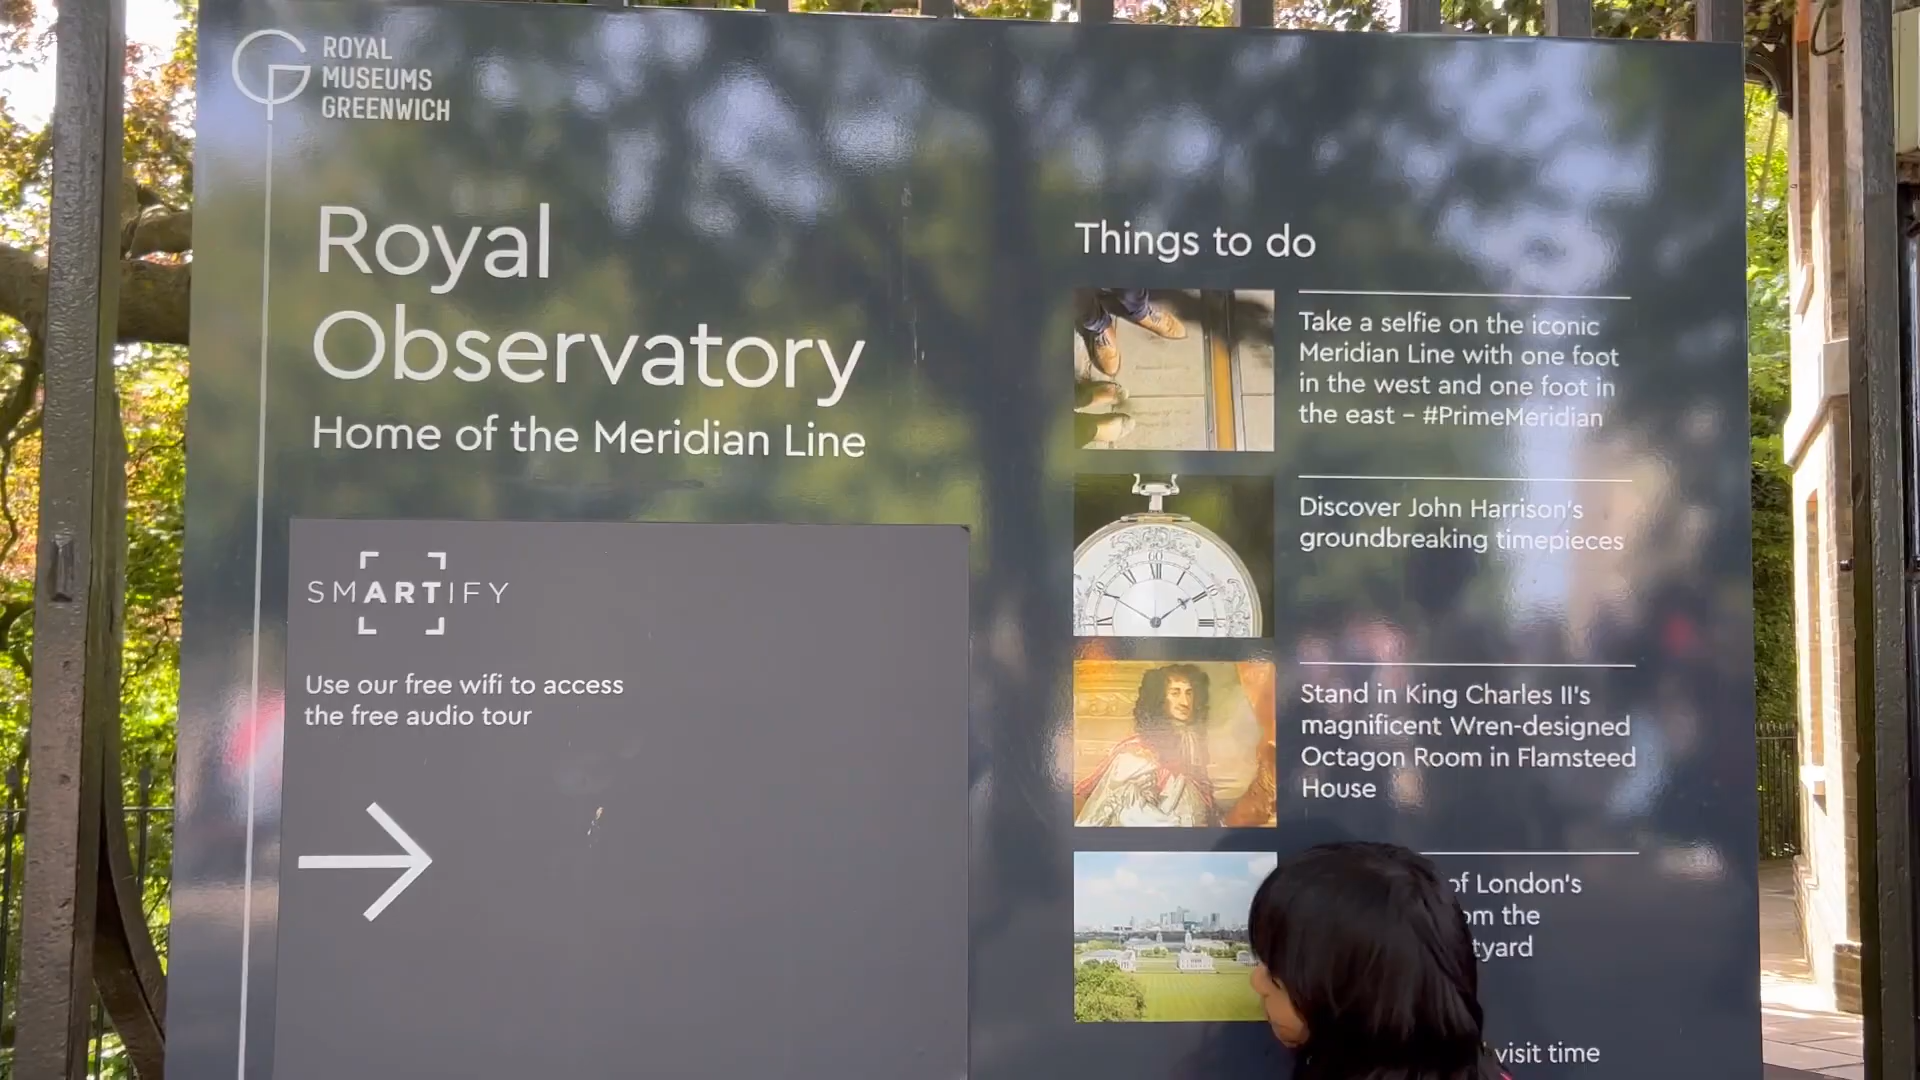 ROYAL
MUSEUMS
GREENWICH
Royal
Observatory
Home of the Meridian Line
SMARTIFY
Use our free wifi to access
the free audio tour
Things to do
Take a selfie on the iconic
Meridian Line with one foot
in the west and one foot in
the east – #PrimeMeridian
Discover John Harrison's
groundbreaking timepieces
Stand in King Charles II's
magnificent Wren-designed
Octagon Room in Flamsteed
House
of London's
the
visit time